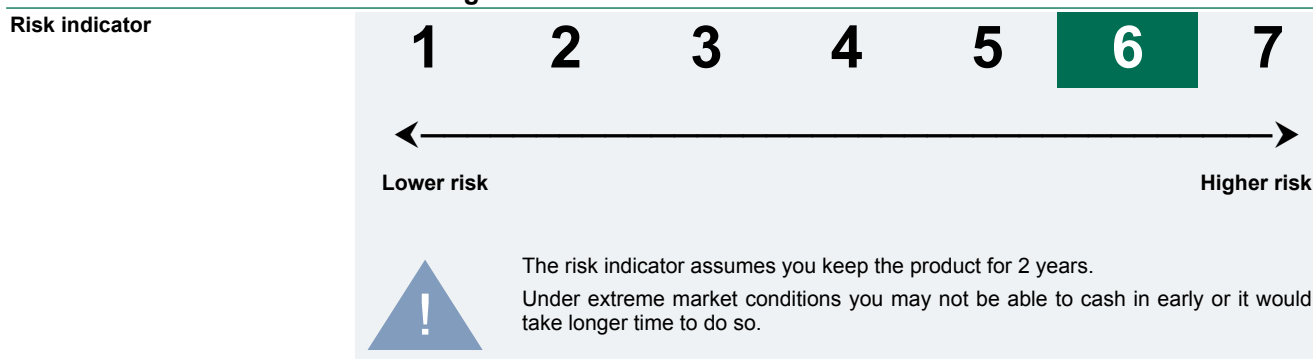 Risk indicator
1 2 3 4 5 6 7
Lower risk Higher risk
!
The risk indicator assumes you keep the product for 2 years.
Under extreme market conditions you may not be able to cash in early or it would
take longer time to do so.